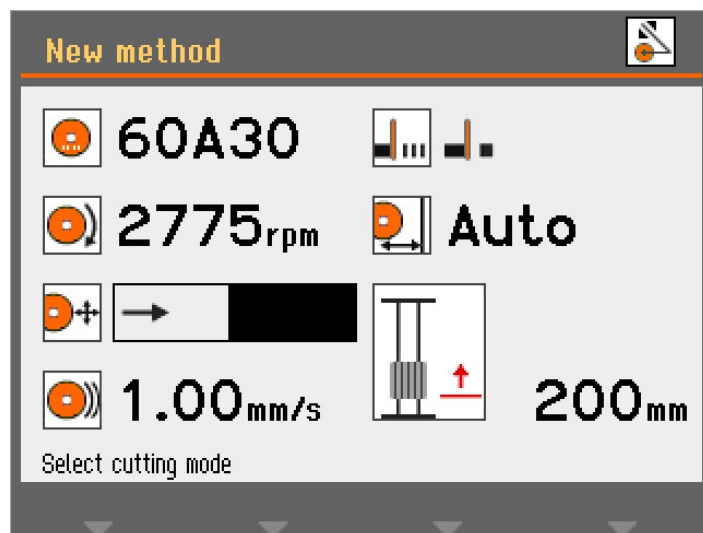 New method
60A30
2775rpm
Auto
1.00mm/s
200mm
Select cutting mode